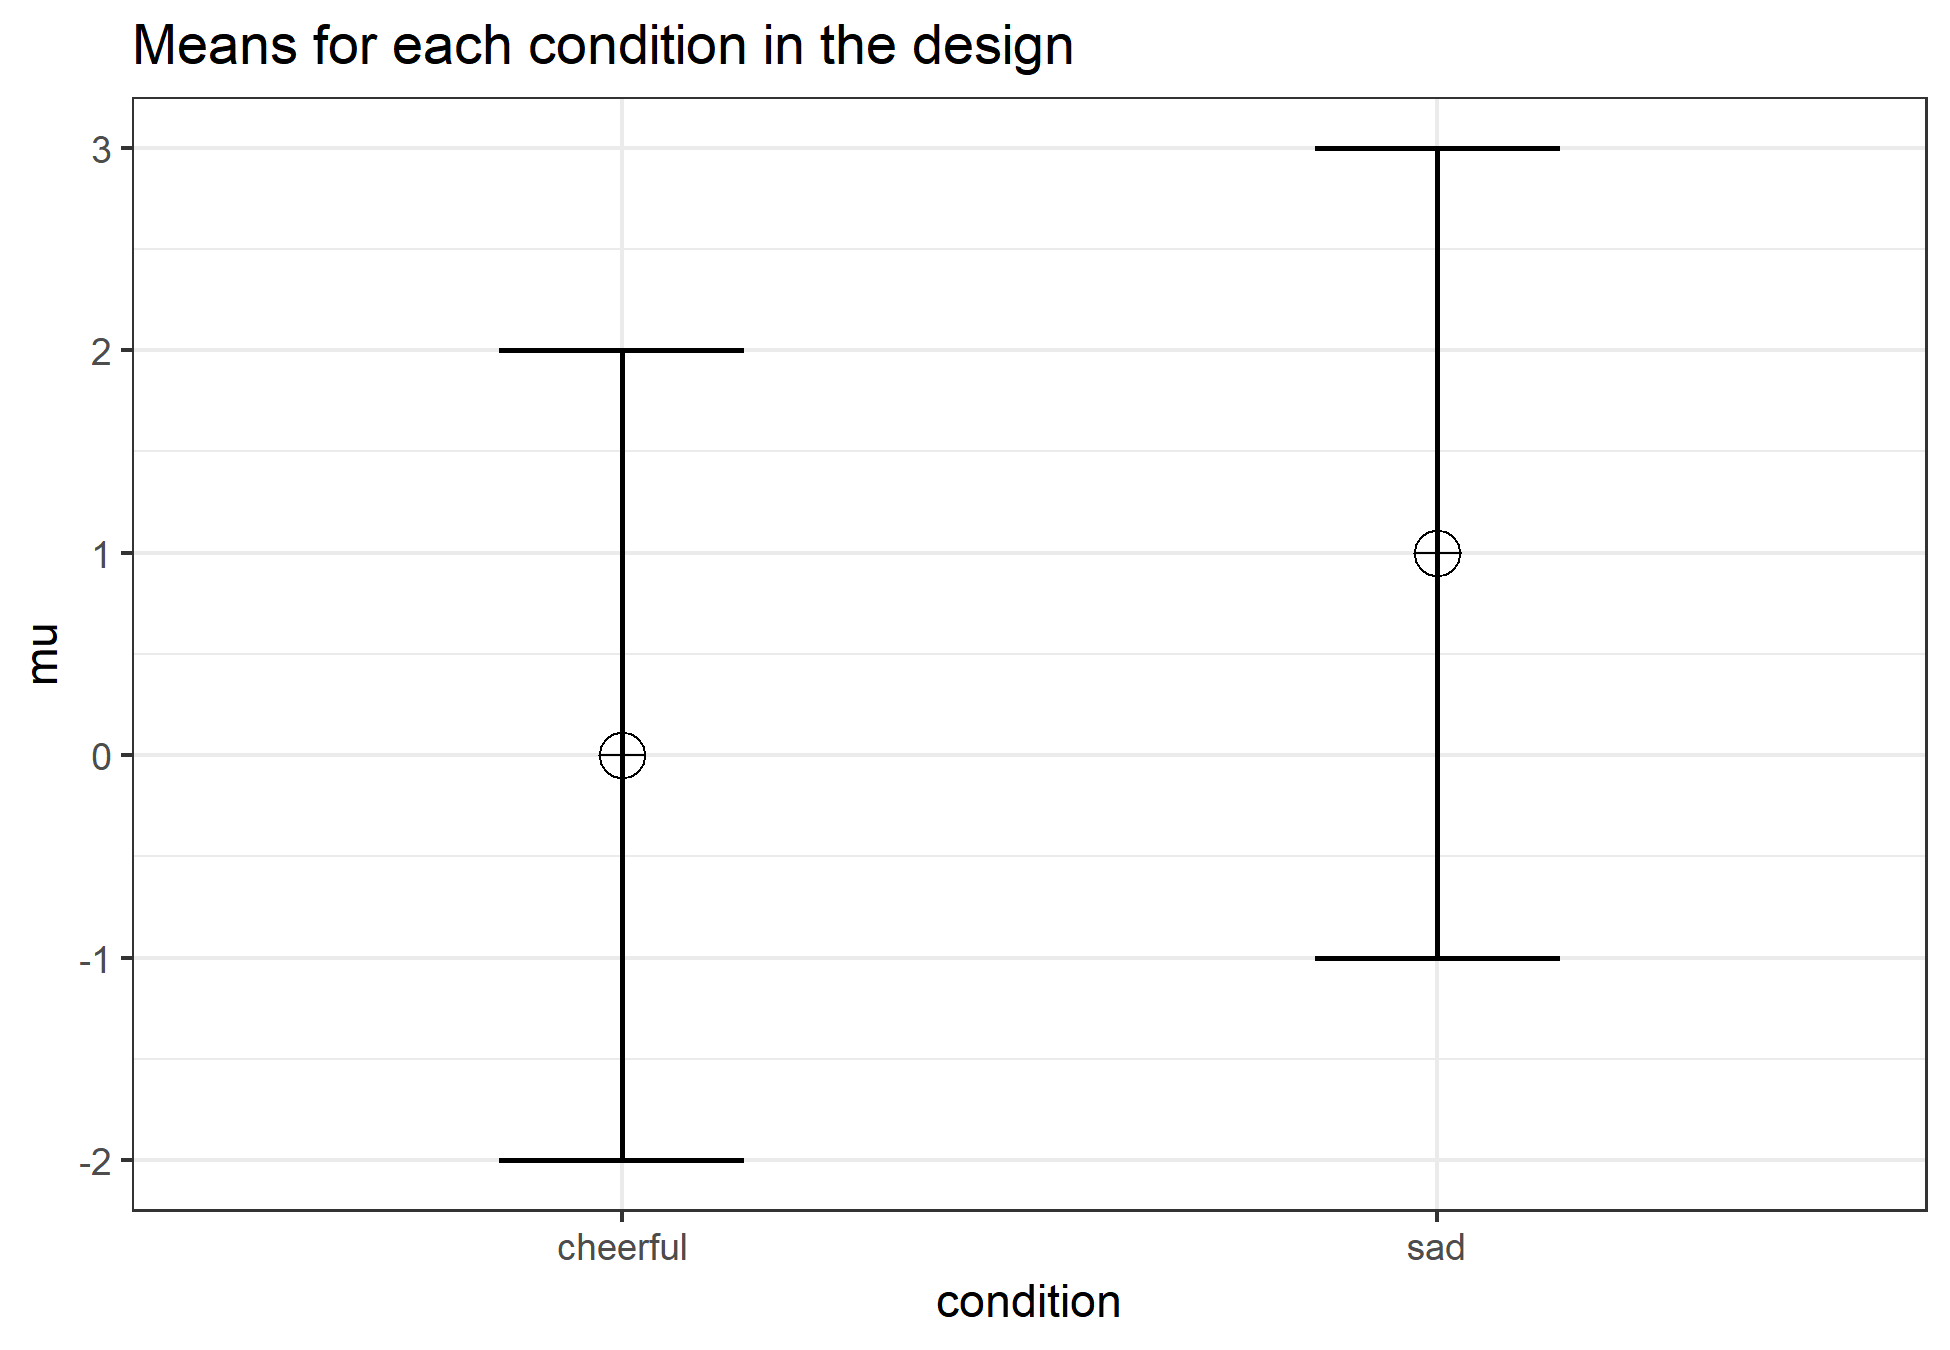 Means for each condition in the design
3
2
1
0
-1
-2
mu
cheerful
sad
condition